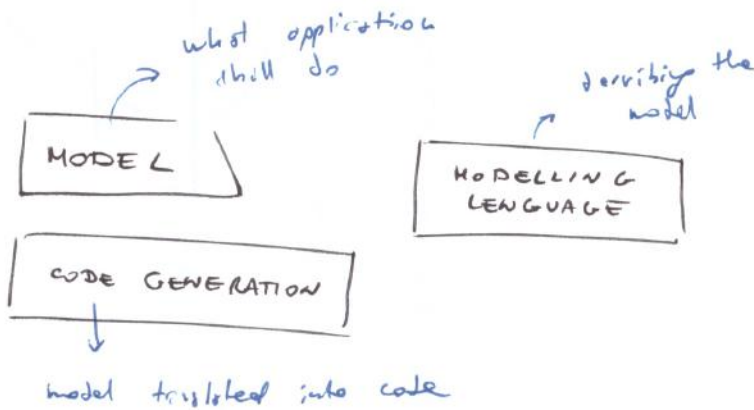 what application
shall do
describing the
model
MODEL
MODELLING
LENGUAGE
CODE GENERATION
model translated into code